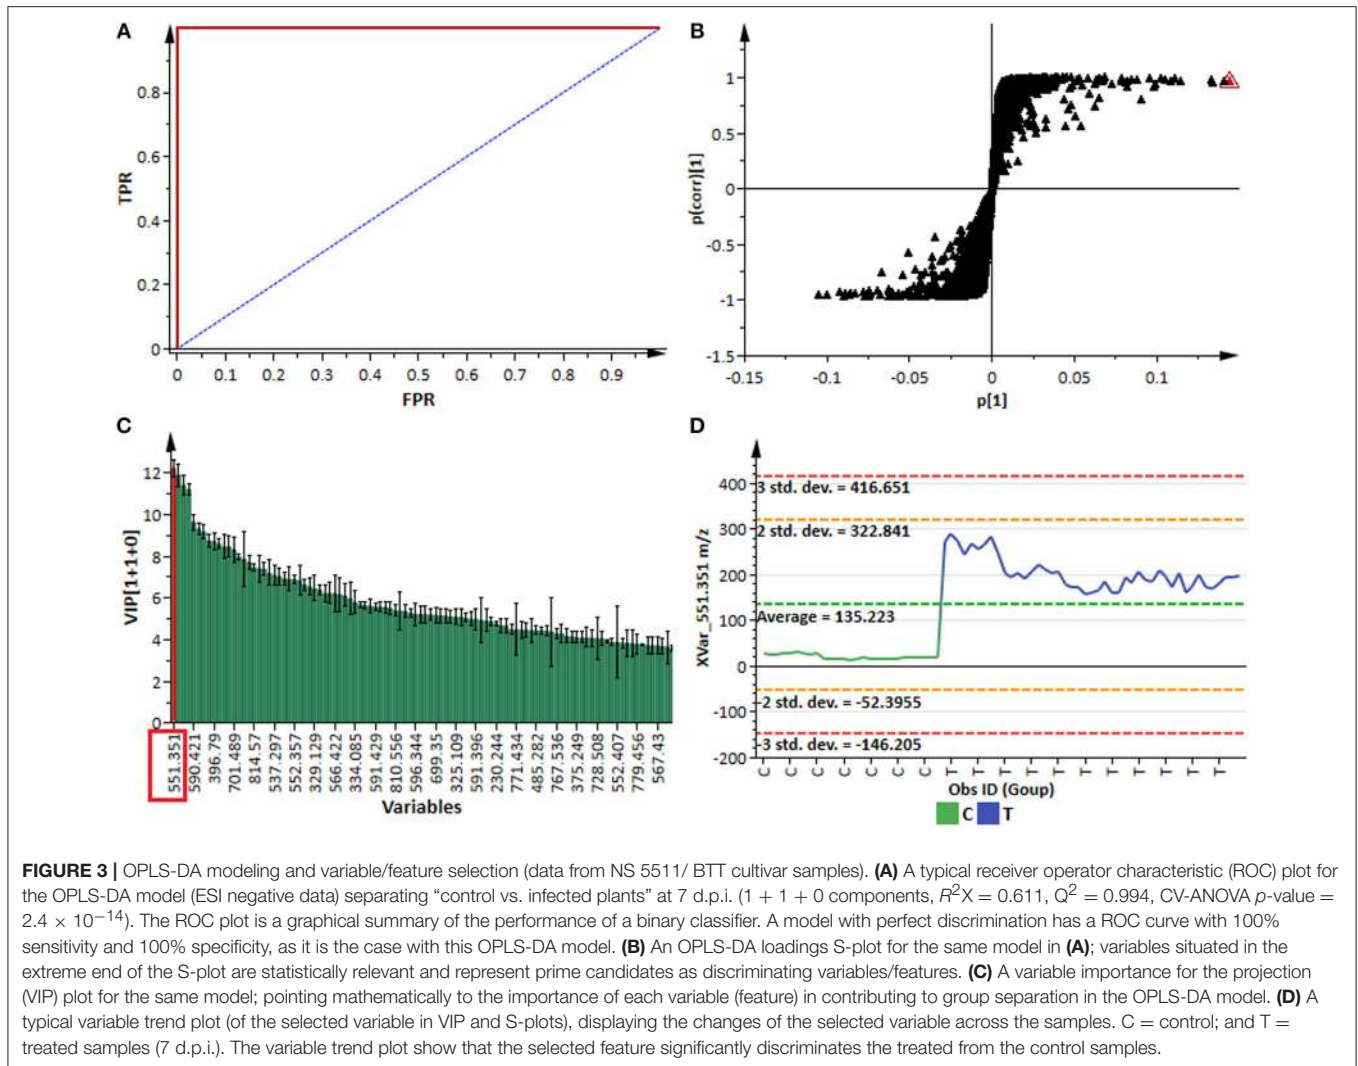 A
TPR
0.8
0.6
0.4
0.2
0
0 0.1 0.2 0.3 0.4 0.5 0.6 0.7 0.8 0.9
FPR
B
p(corr)[1]
1
0.5
0
-0.5
-1
-1.5
-0.15 -0.1 -0.05 0 0.05 0.1
p[1]
C
VIP[1+1+0]
12
10
8
6
4
2
0
551.351 590.421 396.79 701.489 814.57 537.297 552.357 329.129 566.422 334.085 591.429 810.556 596.344 699.35 325.109 591.396 230.244 771.434 485.282 767.536 375.249 728.508 552.407 779.456 567.43
Variables
D
XVar_551.351 m/z
400
300
200
100
0
-100
-200
3 std. dev. = 416.651
2 std. dev. = 322.841
Average = 135.223
-2 std. dev. = -52.3955
-3 std. dev. = -146.205
C C C C C C C T T T T T T T T T T T
Obs ID (Goup)
C T
FIGURE 3 | OPLS-DA modeling and variable/feature selection (data from NS 5511/ BTT cultivar samples). (A) A typical receiver operator characteristic (ROC) plot for
the OPLS-DA model (ESI negative data) separating “control vs. infected plants” at 7 d.p.i. (1 + 1 + 0 components, R²X = 0.611, Q² = 0.994, CV-ANOVA p-value =
2.4 × 10⁻¹⁴). The ROC plot is a graphical summary of the performance of a binary classifier. A model with perfect discrimination has a ROC curve with 100%
sensitivity and 100% specificity, as it is the case with this OPLS-DA model. (B) An OPLS-DA loadings S-plot for the same model in (A); variables situated in the
extreme end of the S-plot are statistically relevant and represent prime candidates as discriminating variables/features. (C) A variable importance for the projection
(VIP) plot for the same model; pointing mathematically to the importance of each variable (feature) in contributing to group separation in the OPLS-DA model. (D) A
typical variable trend plot (of the selected variable in VIP and S-plots), displaying the changes of the selected variable across the samples. C = control; and T =
treated samples (7 d.p.i.). The variable trend plot show that the selected feature significantly discriminates the treated from the control samples.